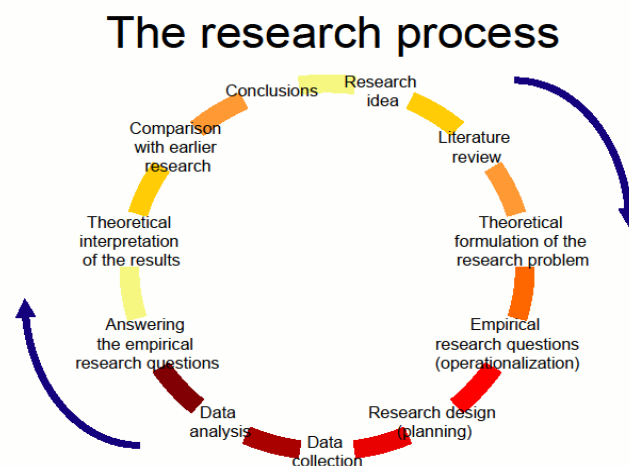 The research process
Research
idea
Literature
review
Theoretical
formulation of the
research problem
Empirical
research questions
(operationalization)
Research design
(planning)
Data
collection
Data
analysis
Answering
the empirical
research questions
Theoretical
interpretation
of the results
Comparison
with earlier
research
Conclusions